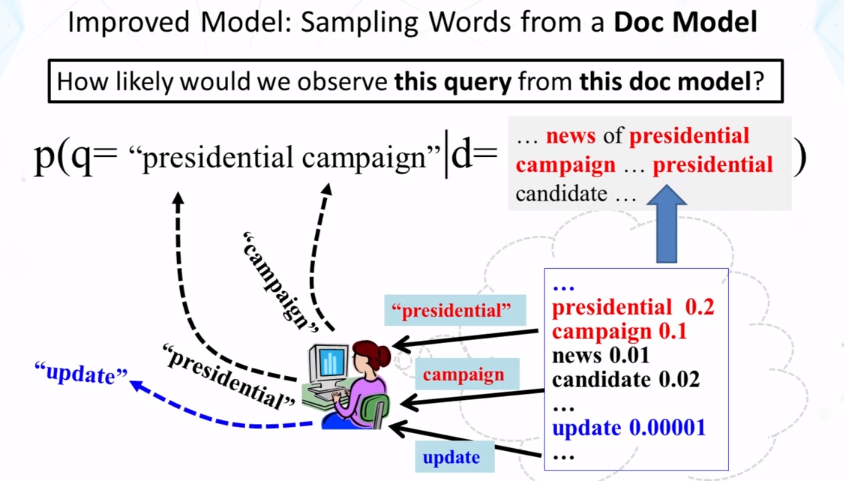 Improved Model: Sampling Words from a Doc Model
How likely would we observe this query from this doc model?
p(q= “presidential campaign”|d=
… news of presidential
campaign … presidential
candidate …
)
“campaign”
“presidential”
“update”
“presidential”
campaign
update
…
presidential 0.2
campaign 0.1
news 0.01
candidate 0.02
…
update 0.00001
…